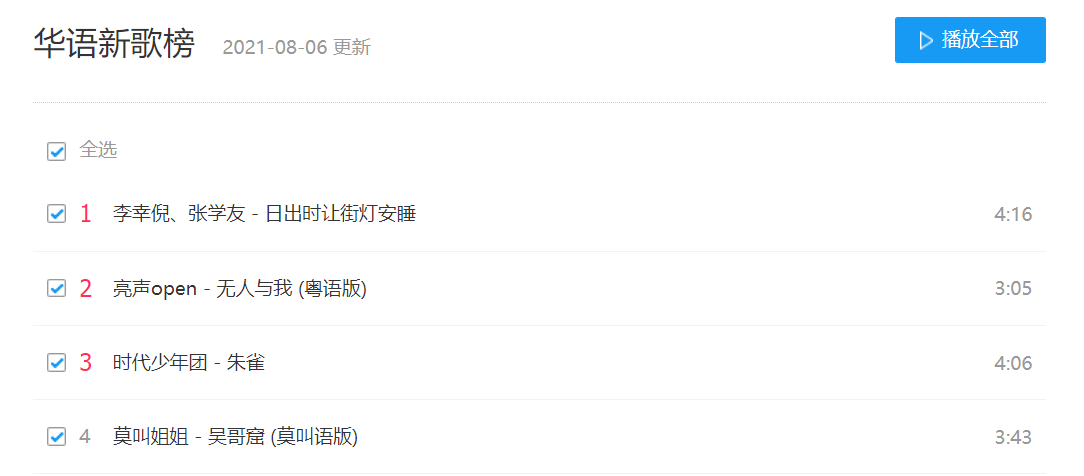 华语新歌榜 2021-08-06 更新 播放全部
全选
1 李幸倪、张学友 - 日出时让街灯安睡 4:16
2 亮声open - 无人与我 (粤语版) 3:05
3 时代少年团 - 朱雀 4:06
4 莫叫姐姐 - 吴哥窟 (莫叫语版) 3:43